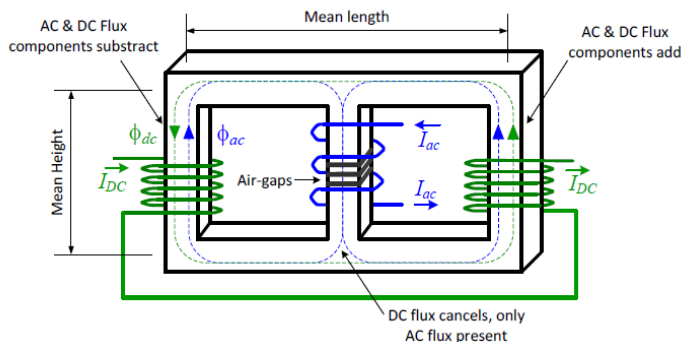 Mean length
AC & DC Flux
components substract
AC & DC Flux
components add
Mean Height
ϕdc
ϕac
Iac
IDC
Air-gaps
Iac
IDC
DC flux cancels, only
AC flux present